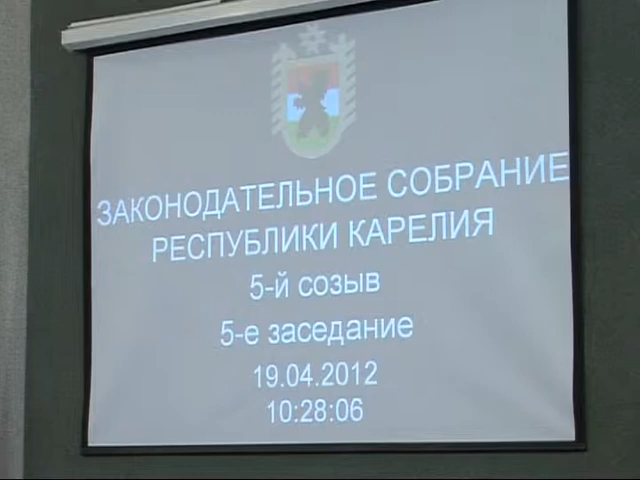 ЗАКОНОДАТЕЛЬНОЕ СОБРАНИЕ
РЕСПУБЛИКИ КАРЕЛИЯ
5-й созыв
5-е заседание
19.04.2012
10:28:06